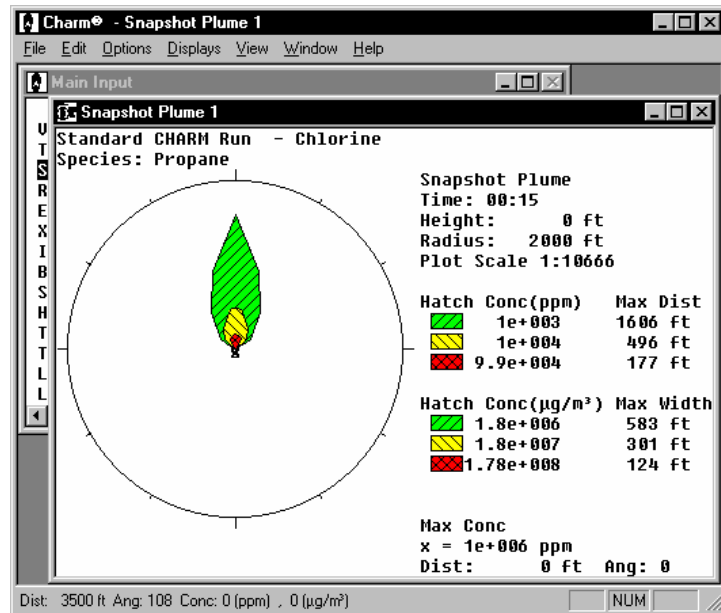 Charm® - Snapshot Plume 1
File Edit Options Displays View Window Help
Main Input
V
T
S
R
E
X
I
B
S
H
T
T
L
L
Snapshot Plume 1
Standard CHARM Run - Chlorine
Species: Propane
Snapshot Plume
Time: 00:15
Height: 0 ft
Radius: 2000 ft
Plot Scale 1:10666
Hatch Conc(ppm) Max Dist
1e+003 1606 ft
1e+004 496 ft
9.9e+004 177 ft
Hatch Conc(µg/m³) Max Width
1.8e+006 583 ft
1.8e+007 301 ft
1.78e+008 124 ft
Max Conc
x = 1e+006 ppm
Dist: 0 ft Ang: 0
Dist: 3500 ft Ang: 108 Conc: 0 (ppm) , 0 (µg/m³) NUM